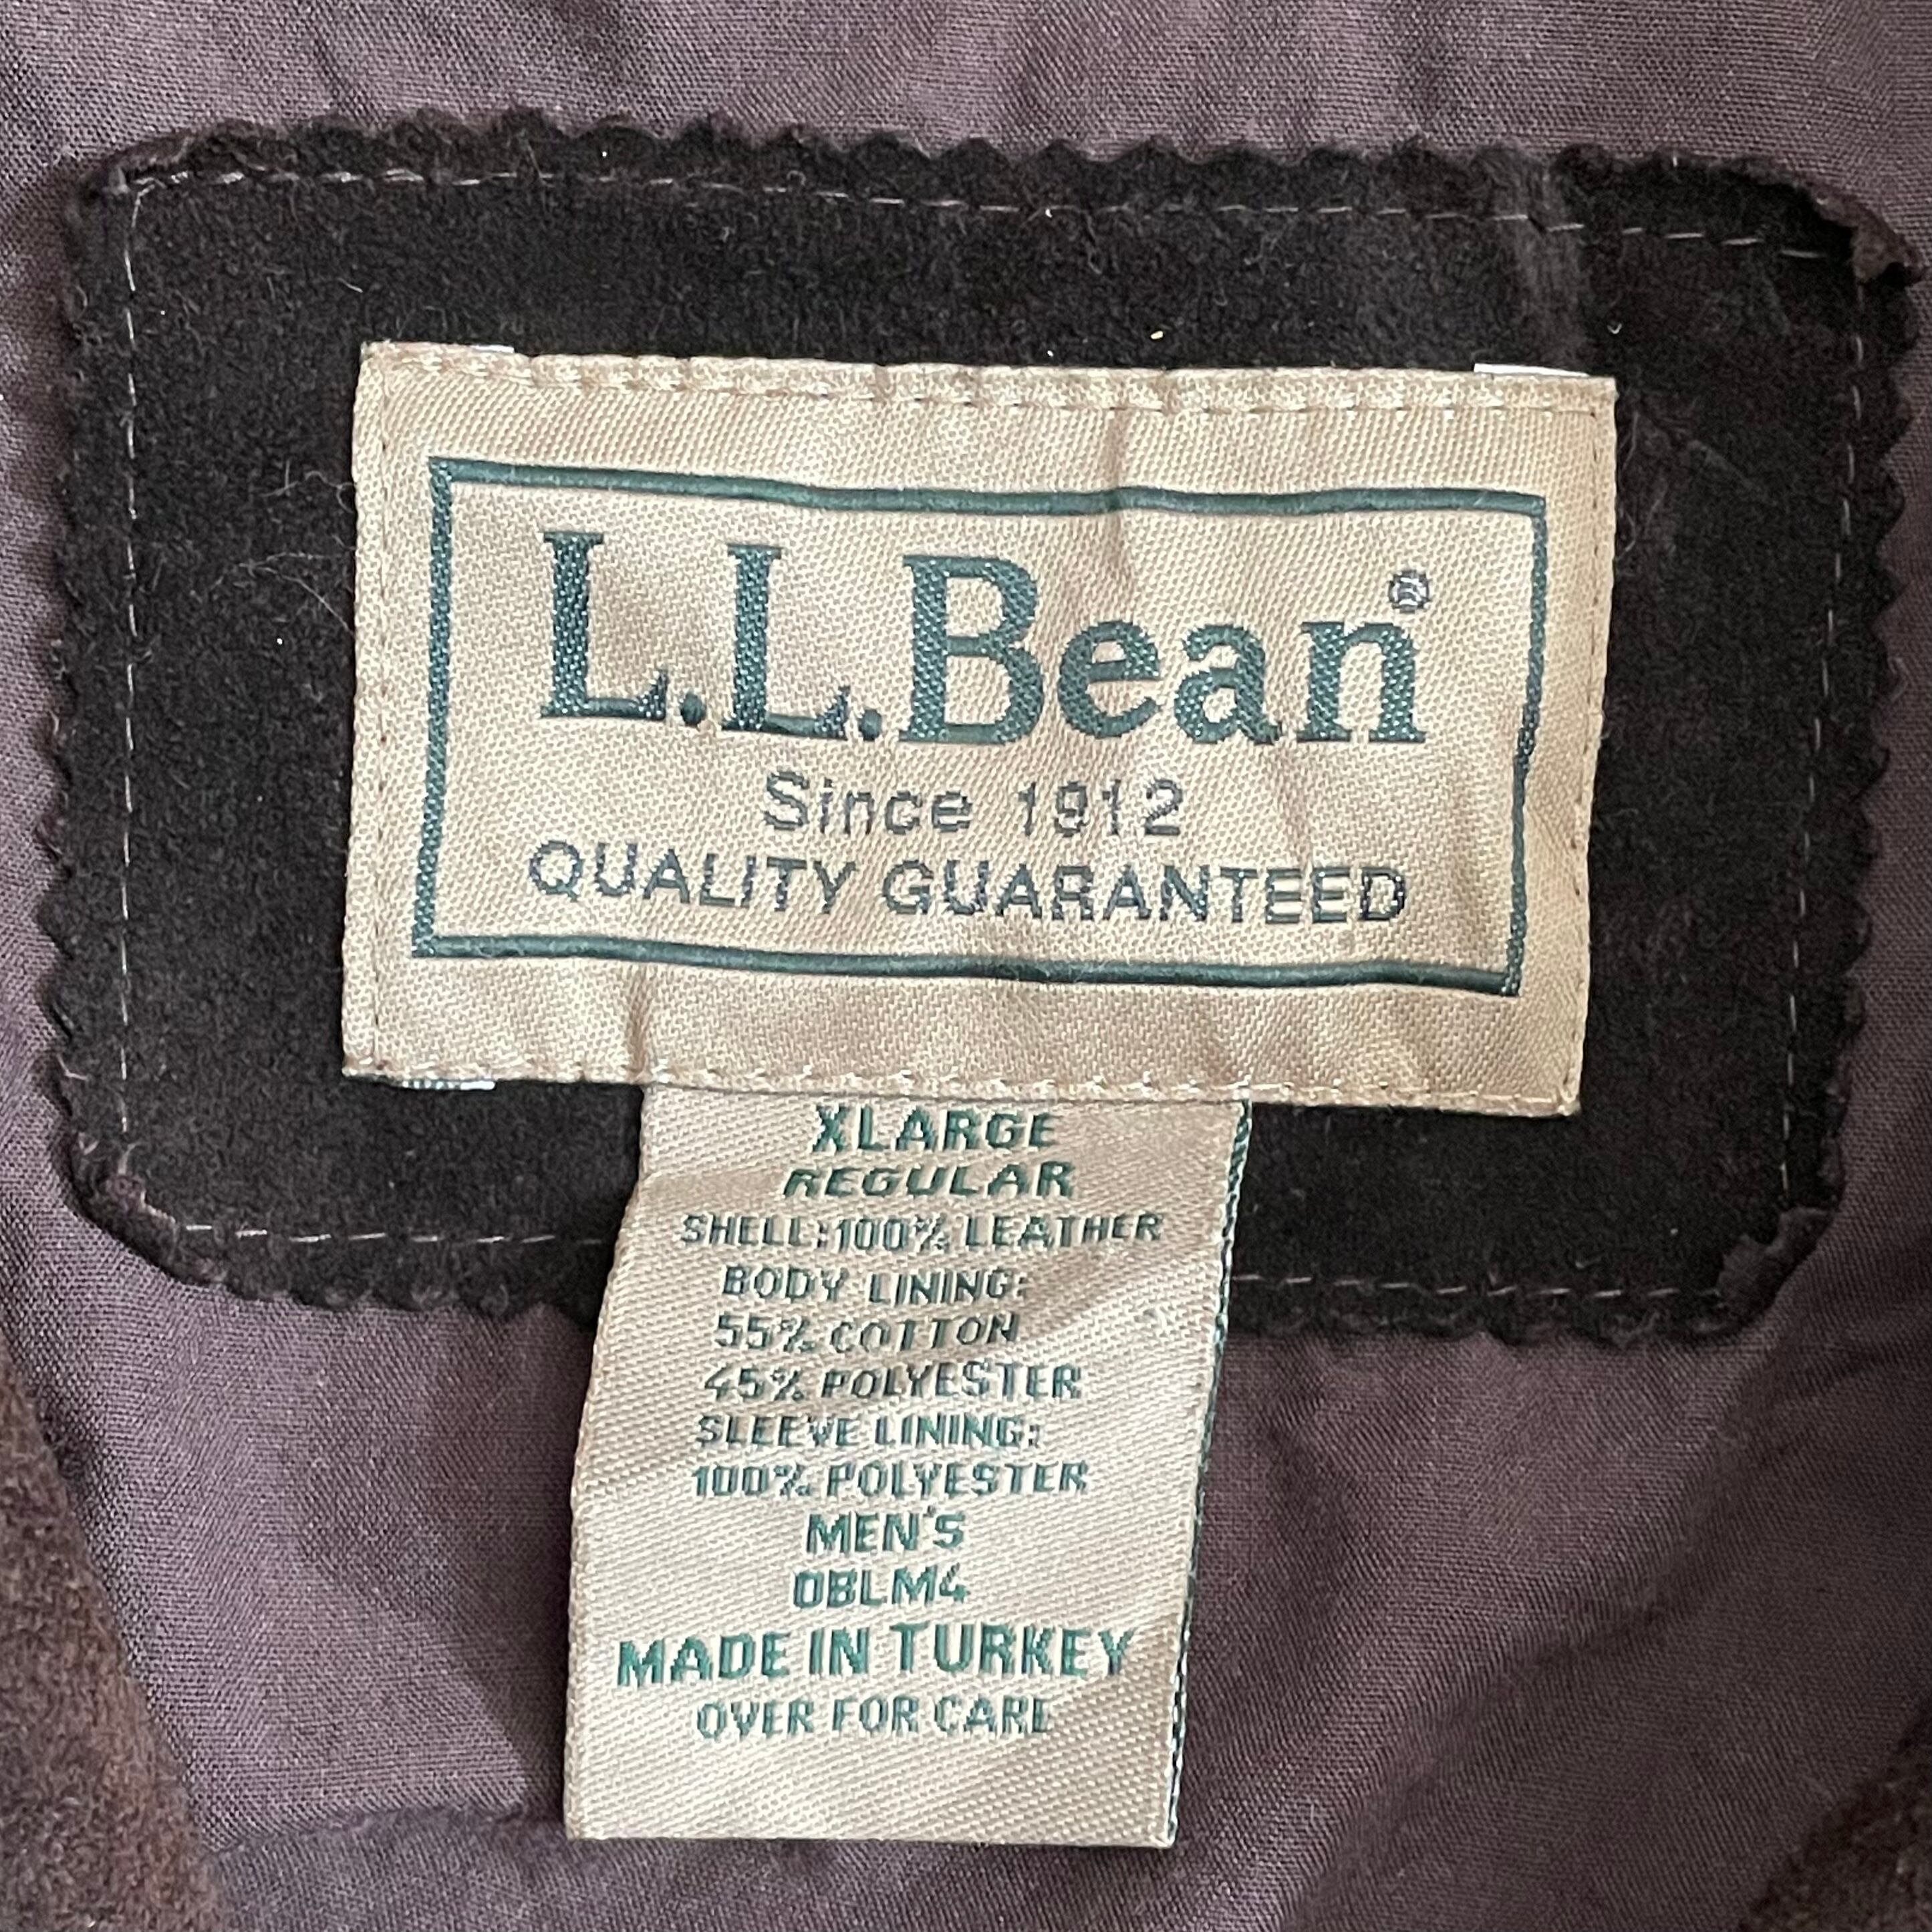 L.L.Bean®
Since 1912
QUALITY GUARANTEED
XLARGE
REGULAR
SHELL:100% LEATHER
BODY LINING:
55% COTTON
45% POLYESTER
SLEEVE LINING:
100% POLYESTER
MEN'S
OBLM4
MADE IN TURKEY
OVER FOR CARE